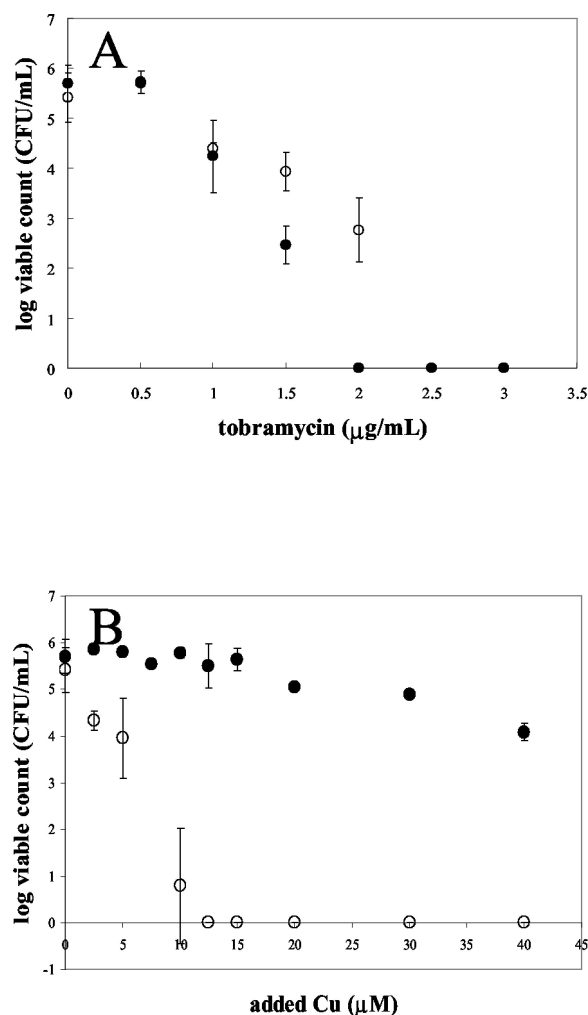 A
7
6
5
4
3
2
1
0
log viable count (CFU/mL)
0 0.5 1 1.5 2 2.5 3 3.5
tobramycin (μg/mL)
B
7
6
5
4
3
2
1
0
-1
log viable count (CFU/mL)
0 5 10 15 20 25 30 35 40 45
added Cu (μM)